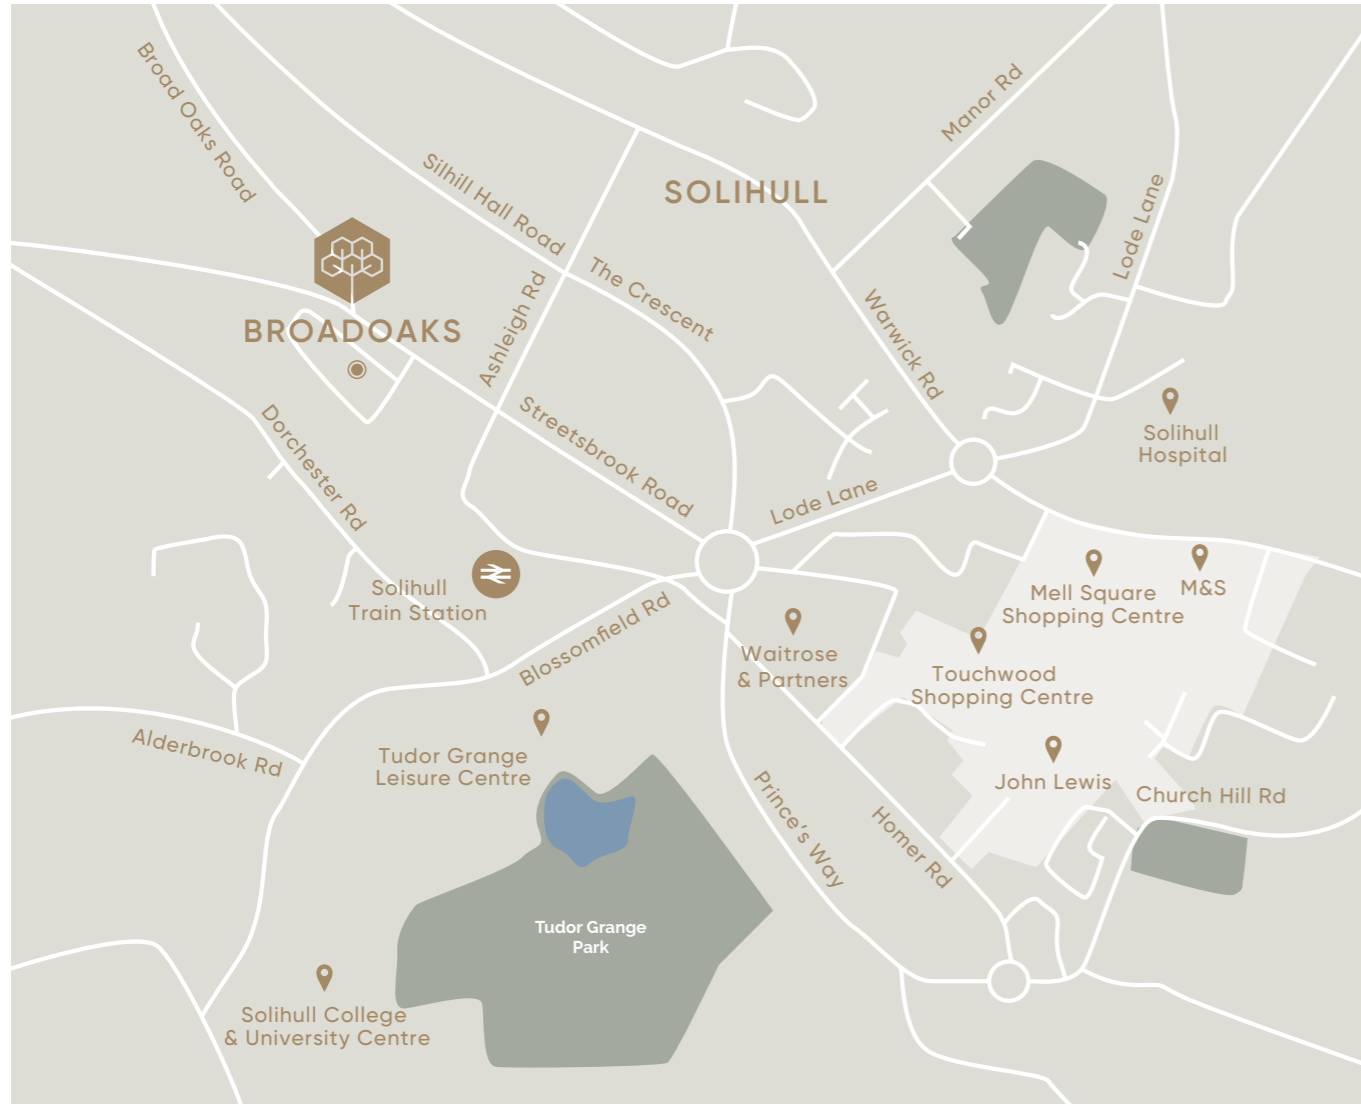 Broad Oaks Road
Manor Rd
Silhill Hall Road
SOLIHULL
Lode Lane
The Crescent
BROADOAKS
Ashleigh Rd
Warwick Rd
Dorchester Rd
Streetsbrook Road
Solihull
Hospital
Lode Lane
Solihull
Train Station
Mell Square
Shopping Centre
M&S
Blossomfield Rd
Waitrose
& Partners
Touchwood
Shopping Centre
Alderbrook Rd
Tudor Grange
Leisure Centre
John Lewis
Church Hill Rd
Prince's Way
Homer Rd
Tudor Grange
Park
Solihull College
& University Centre